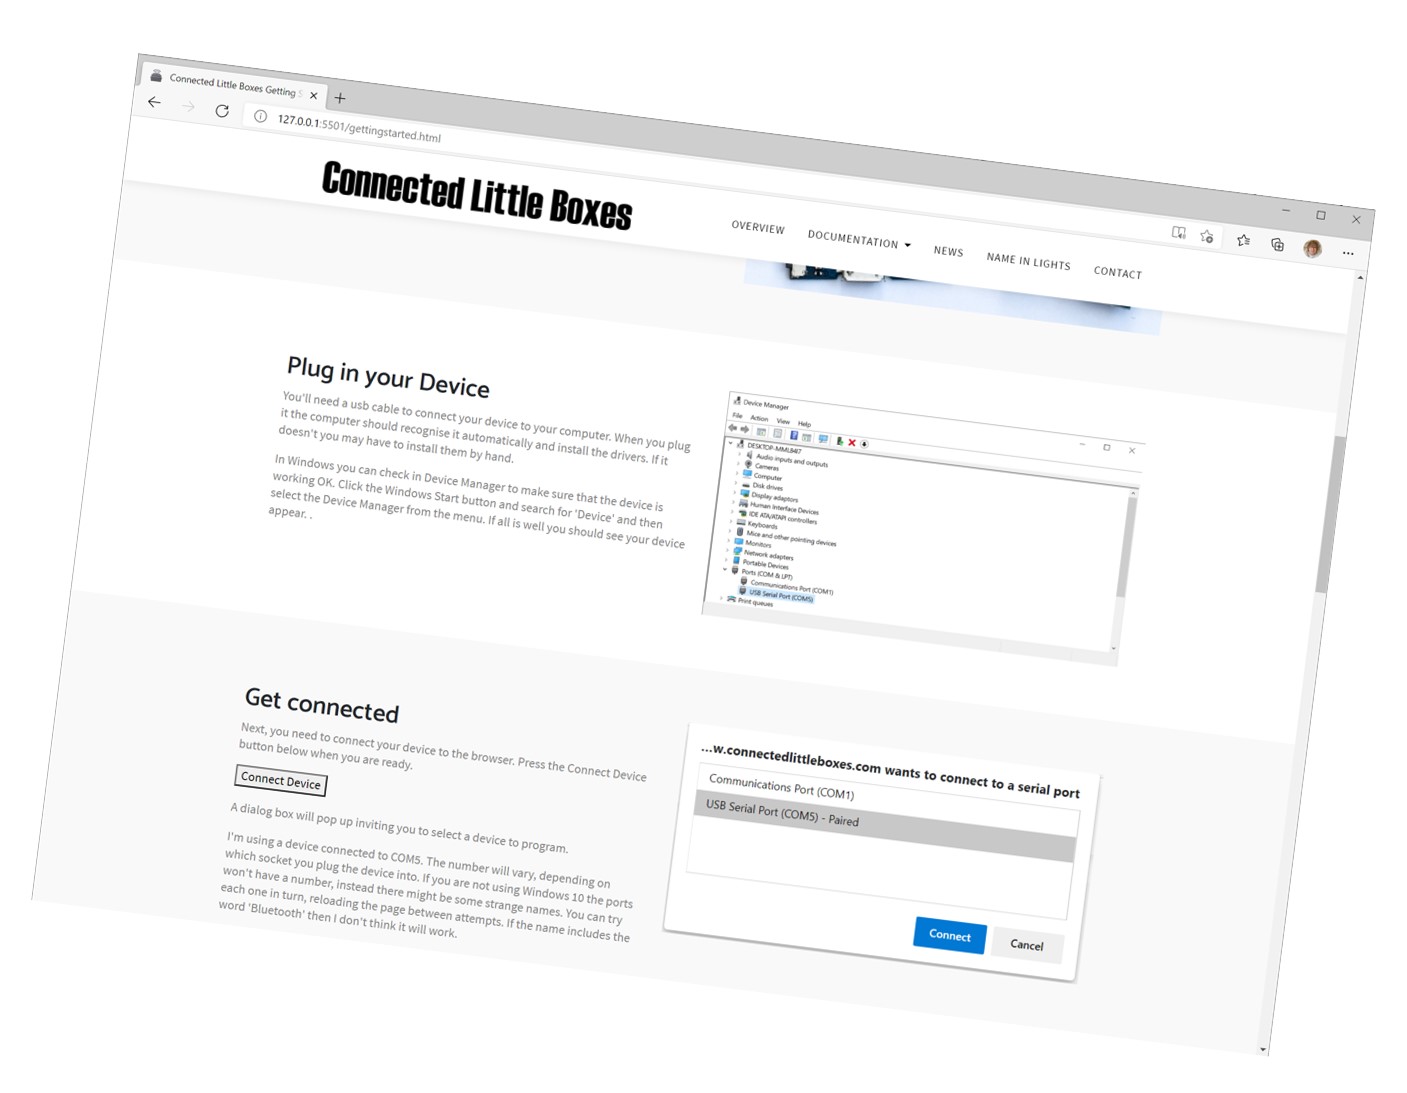 Connected Little Boxes Getting S
127.0.0.1:5501/gettingstarted.html
Connected Little Boxes
OVERVIEW
DOCUMENTATION
NEWS
NAME IN LIGHTS
CONTACT
Plug in your Device
You'll need a usb cable to connect your device to your computer. When you plug
it the computer should recognise it automatically and install the drivers. If it
doesn't you may have to install them by hand.
In Windows you can check in Device Manager to make sure that the device is
working OK. Click the Windows Start button and search for 'Device' and then
select the Device Manager from the menu. If all is well you should see your device
appear. .
Device Manager
File Action View Help
Audio inputs and outputs
Cameras
Computer
Disk drives
Display adaptors
Human Interface Devices
IDE ATA/ATAPI controllers
Keyboards
Mice and other pointing devices
Monitors
Network adapters
Portable Devices
Ports (COM & LPT)
Communications Port (COM1)
USB Serial Port (COM5)
Print queues
Get connected
Next, you need to connect your device to the browser. Press the Connect Device
button below when you are ready.
Connect Device
A dialog box will pop up inviting you to select a device to program.
I'm using a device connected to COM5. The number will vary, depending on
which socket you plug the device into. If you are not using Windows 10 the ports
won't have a number, instead there might be some strange names. You can try
each one in turn, reloading the page between attempts. If the name includes the
word 'Bluetooth' then I don't think it will work.
...w.connectedlittleboxes.com wants to connect to a serial port
Communications Port (COM1)
USB Serial Port (COM5) - Paired
Connect
Cancel